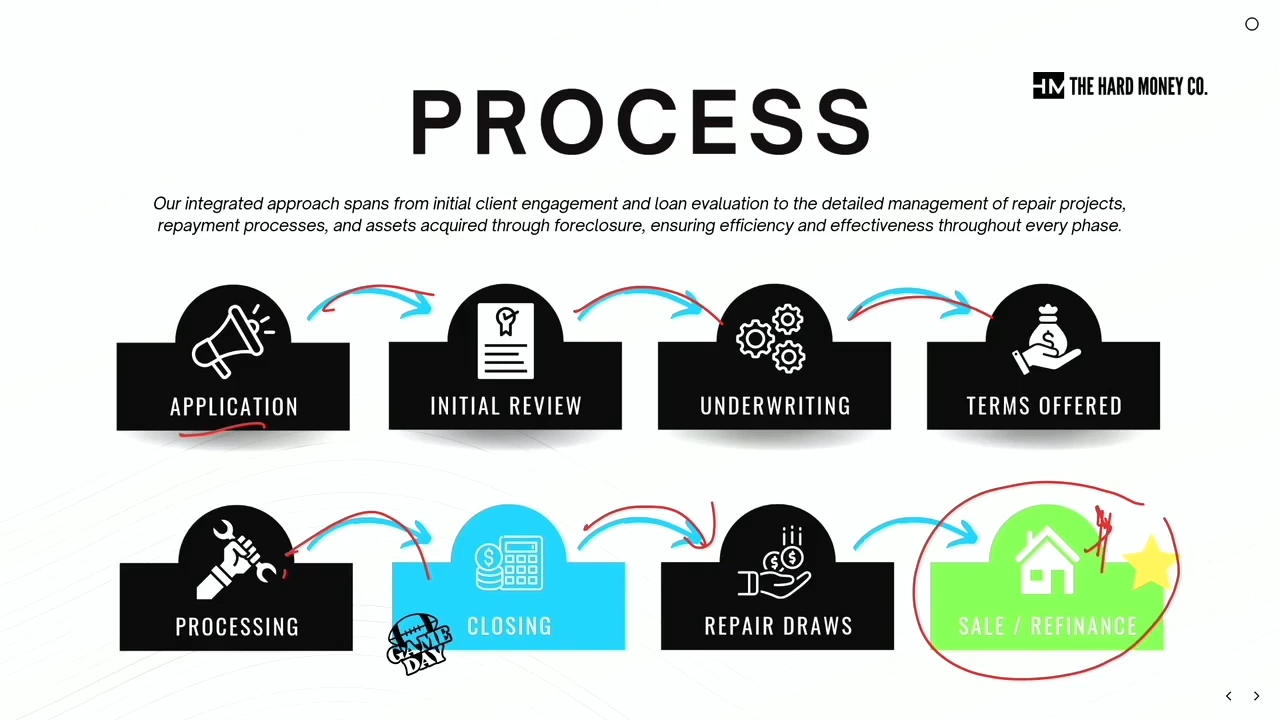 THE HARD MONEY CO.
PROCESS
Our integrated approach spans from initial client engagement and loan evaluation to the detailed management of repair projects,
repayment processes, and assets acquired through foreclosure, ensuring efficiency and effectiveness throughout every phase.
APPLICATION
INITIAL REVIEW
UNDERWRITING
TERMS OFFERED
PROCESSING
CLOSING
REPAIR DRAWS
SALE / REFINANCE
GAME
DAY